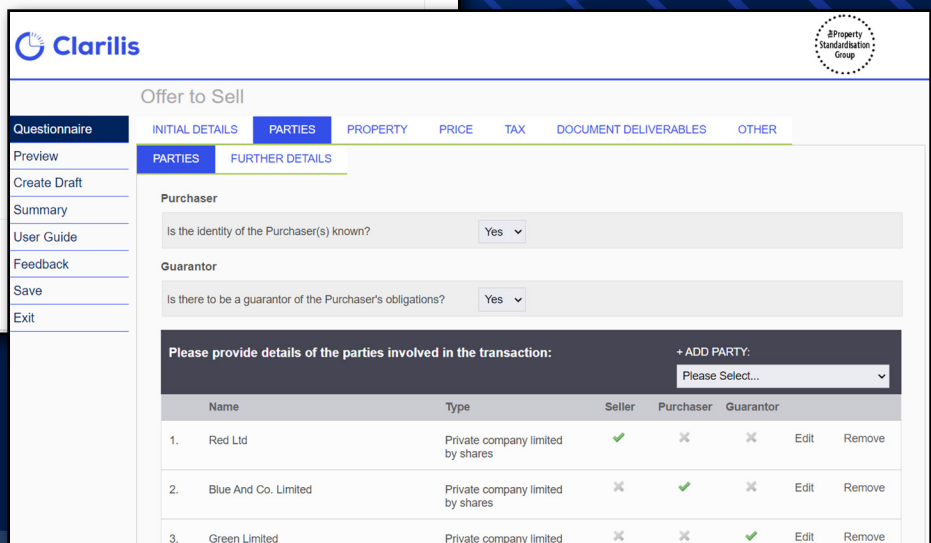 Clarilis
The Property
Standardisation
Group
Offer to Sell
Questionnaire
Preview
Create Draft
Summary
User Guide
Feedback
Save
Exit
INITIAL DETAILS PARTIES PROPERTY PRICE TAX DOCUMENT DELIVERABLES OTHER
PARTIES FURTHER DETAILS
Purchaser
Is the identity of the Purchaser(s) known? Yes
Guarantor
Is there to be a guarantor of the Purchaser's obligations? Yes
Please provide details of the parties involved in the transaction: + ADD PARTY:
Please Select...
Name Type Seller Purchaser Guarantor
1. Red Ltd Private company limited Edit Remove
by shares
2. Blue And Co. Limited Private company limited Edit Remove
by shares
3. Green Limited Private company limited Edit Remove